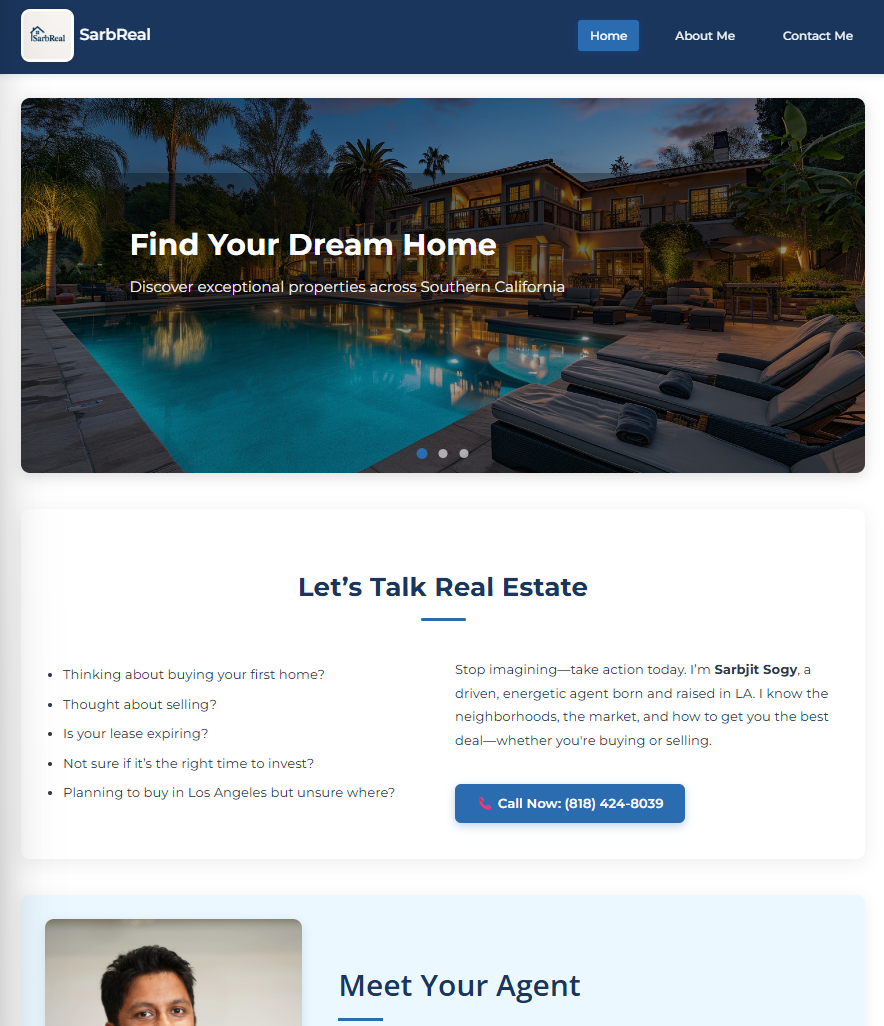 SarbReal
SarbReal
Home
About Me
Contact Me
Find Your Dream Home
Discover exceptional properties across Southern California
Let’s Talk Real Estate
• Thinking about buying your first home?
• Thought about selling?
• Is your lease expiring?
• Not sure if it’s the right time to invest?
• Planning to buy in Los Angeles but unsure where?
Stop imagining—take action today. I’m Sarbjit Sogy, a
driven, energetic agent born and raised in LA. I know the
neighborhoods, the market, and how to get you the best
deal—whether you're buying or selling.
Call Now: (818) 424-8039
Meet Your Agent